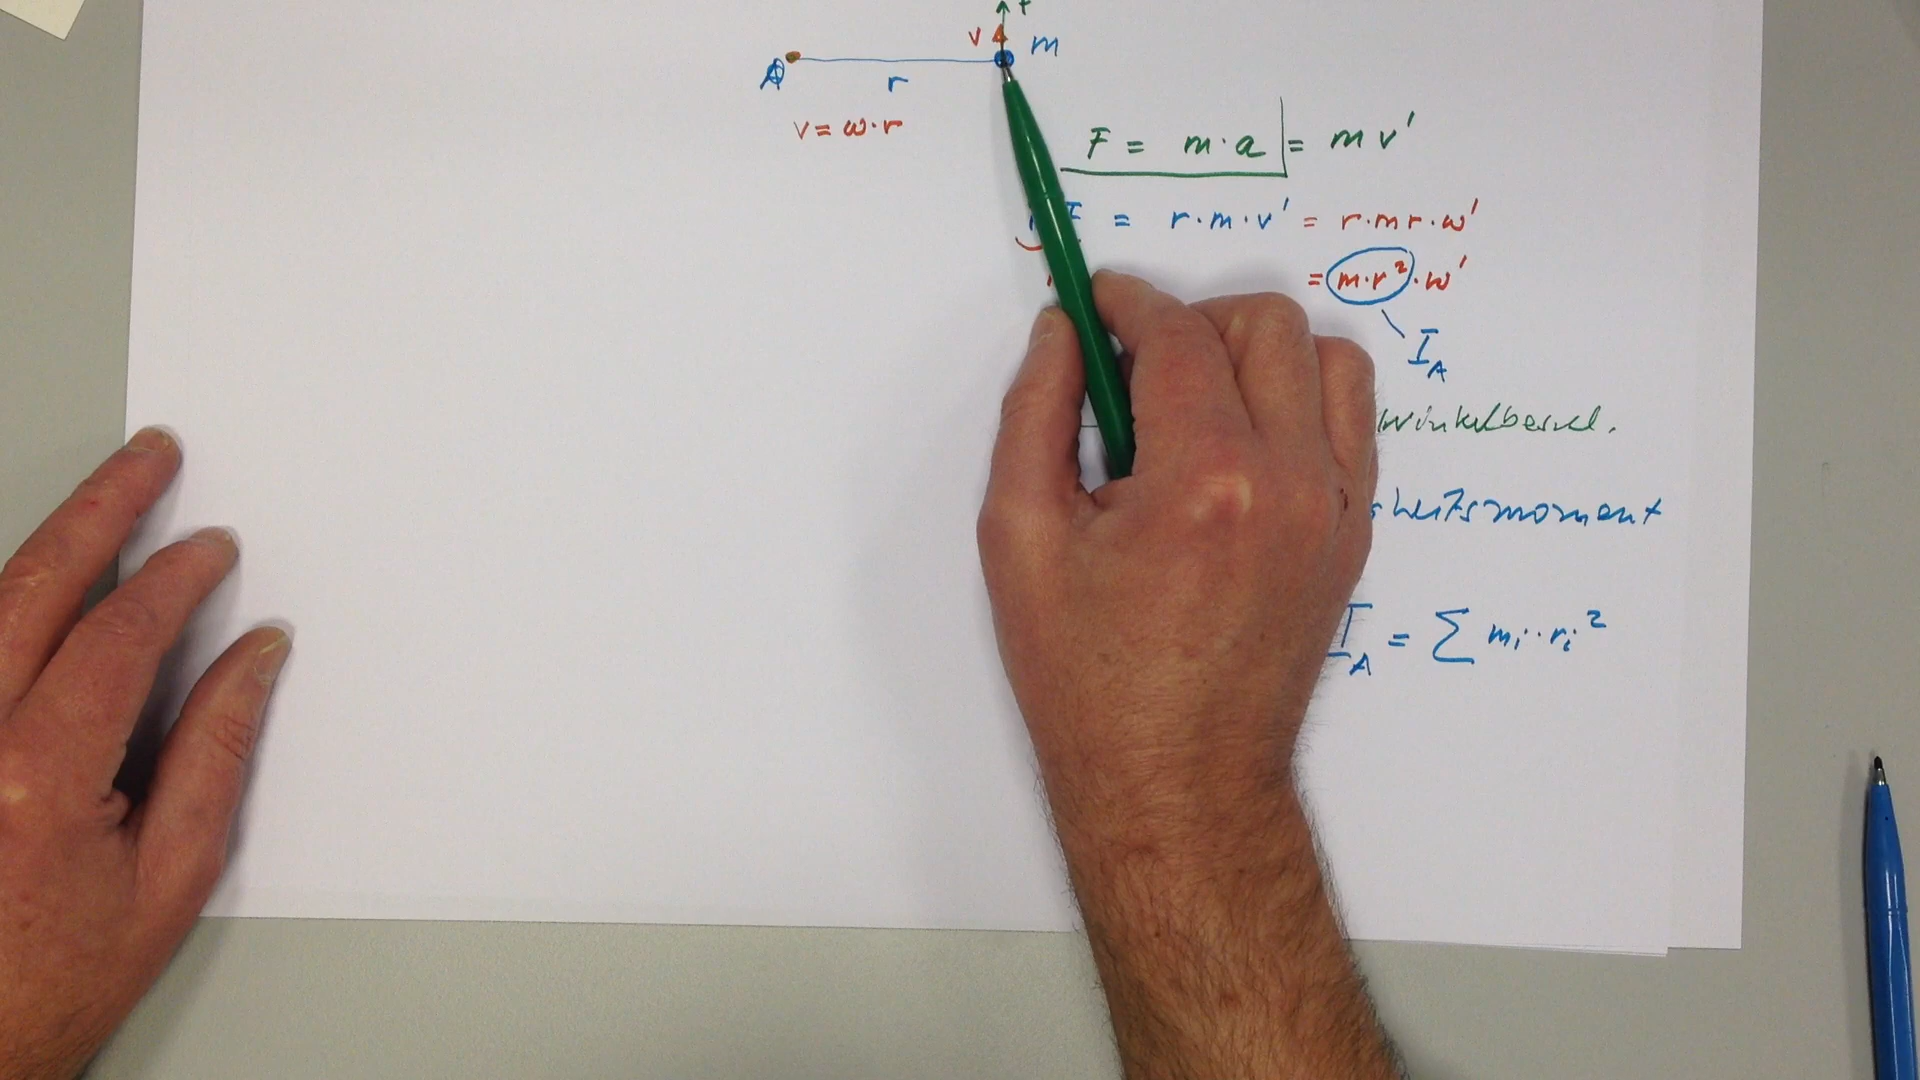 v m
A r
v = ω·r
F = m·a = m v'
= r·m·v' = r·m r·ω'
= m·r²·ω'
I_A
Winkelbeschl.
heitsmoment
I_A = ∑ m_i·r_i²